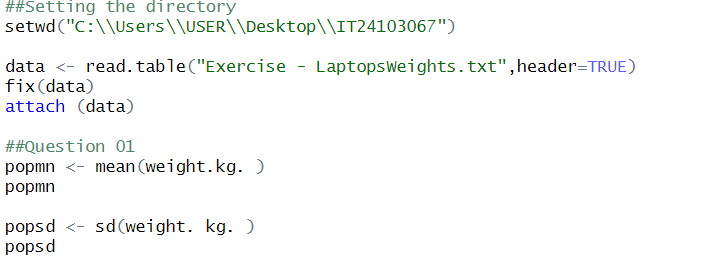 ##Setting the directory
setwd("C:\\Users\\USER\\Desktop\\IT24103067")
data <- read.table("Exercise - LaptopsWeights.txt",header=TRUE)
fix(data)
attach (data)
##Question 01
popmn <- mean(weight.kg. )
popmn
popsd <- sd(weight. kg. )
popsd